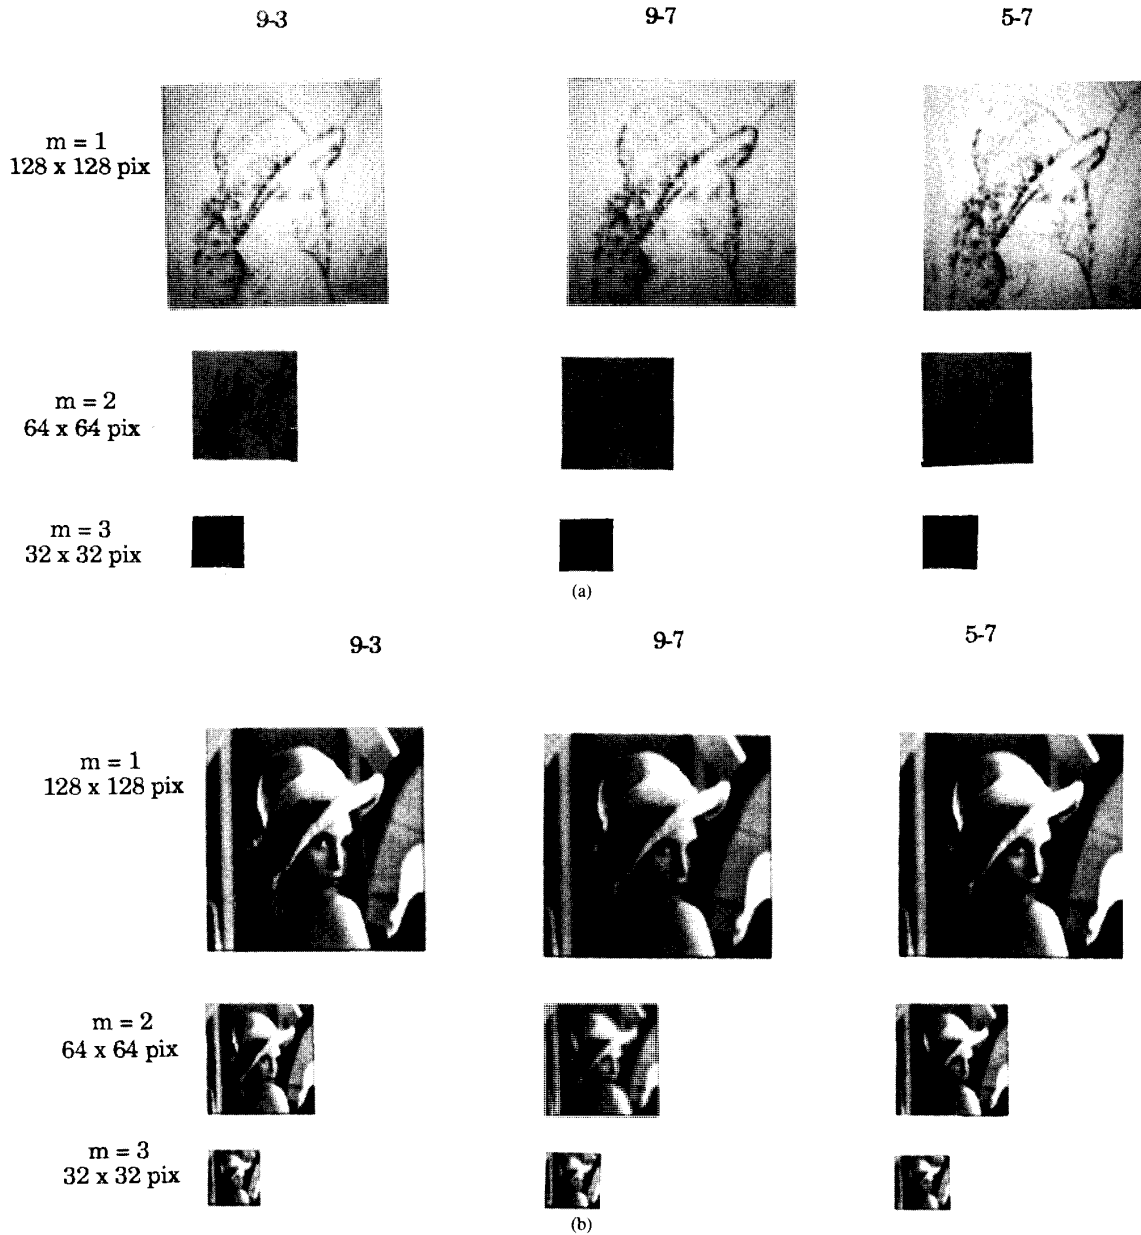 9-3 9-7 5-7
m = 1
128 x 128 pix
m = 2
64 x 64 pix
m = 3
32 x 32 pix
(a)
9-3 9-7 5-7
m = 1
128 x 128 pix
m = 2
64 x 64 pix
m = 3
32 x 32 pix
(b)